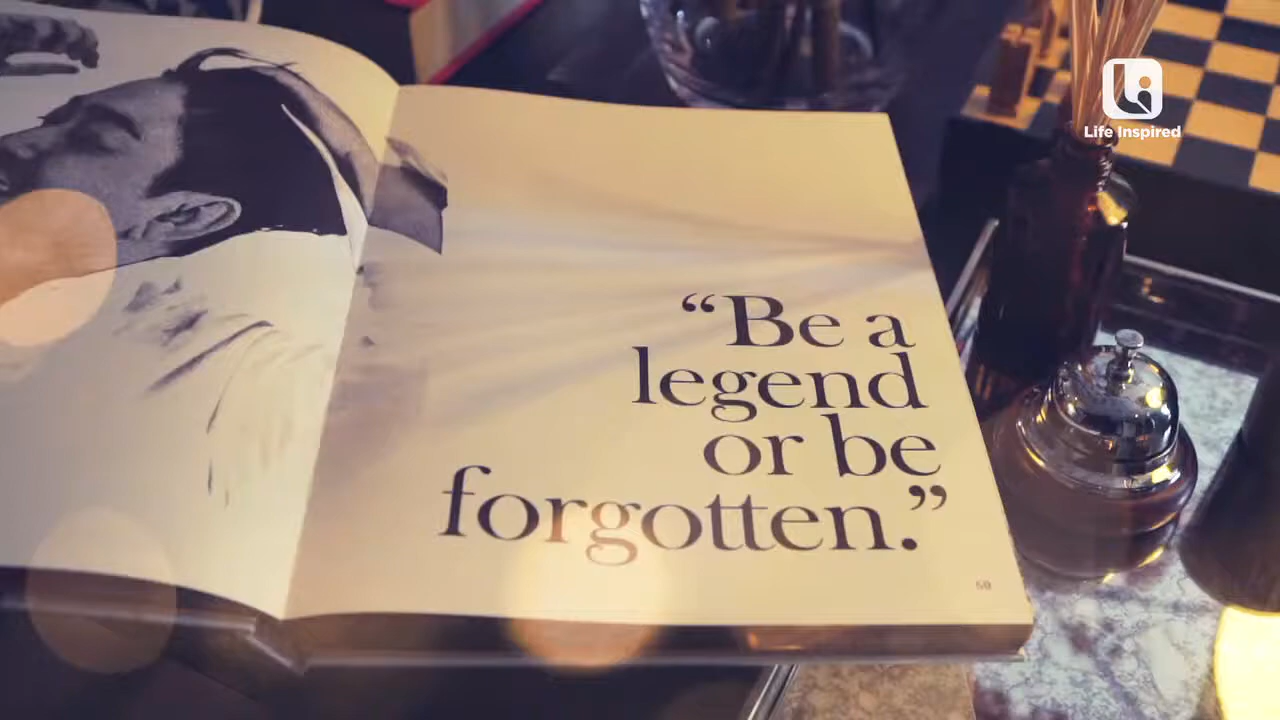 Life Inspired
“Be a
legend
or be
forgotten.”